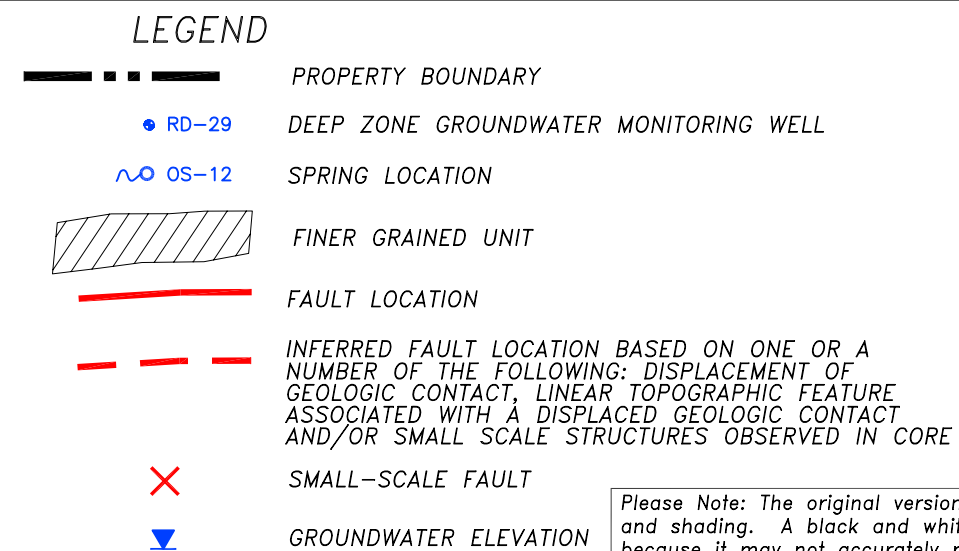 LEGEND
PROPERTY BOUNDARY
RD-29 DEEP ZONE GROUNDWATER MONITORING WELL
OS-12 SPRING LOCATION
FINER GRAINED UNIT
FAULT LOCATION
INFERRED FAULT LOCATION BASED ON ONE OR A
NUMBER OF THE FOLLOWING: DISPLACEMENT OF
GEOLOGIC CONTACT, LINEAR TOPOGRAPHIC FEATURE
ASSOCIATED WITH A DISPLACED GEOLOGIC CONTACT
AND/OR SMALL SCALE STRUCTURES OBSERVED IN CORE
SMALL-SCALE FAULT
GROUNDWATER ELEVATION
Please Note: The original version
and shading. A black and whit
because it may not accurately